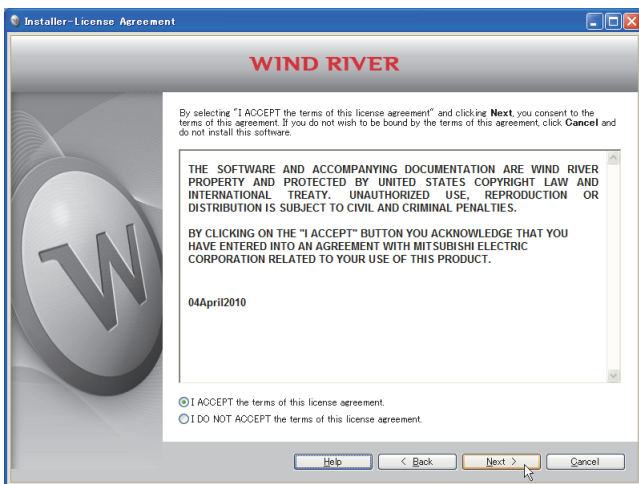 Installer-License Agreement
WIND RIVER
By selecting "I ACCEPT the terms of this license agreement" and clicking Next, you consent to the
terms of this agreement. If you do not wish to be bound by the terms of this agreement, click Cancel and
do not install this software.
THE SOFTWARE AND ACCOMPANYING DOCUMENTATION ARE WIND RIVER
PROPERTY AND PROTECTED BY UNITED STATES COPYRIGHT LAW AND
INTERNATIONAL TREATY. UNAUTHORIZED USE, REPRODUCTION OR
DISTRIBUTION IS SUBJECT TO CIVIL AND CRIMINAL PENALTIES.
BY CLICKING ON THE "I ACCEPT" BUTTON YOU ACKNOWLEDGE THAT YOU
HAVE ENTERED INTO AN AGREEMENT WITH MITSUBISHI ELECTRIC
CORPORATION RELATED TO YOUR USE OF THIS PRODUCT.
04April2010
I ACCEPT the terms of this license agreement.
I DO NOT ACCEPT the terms of this license agreement.
Help < Back Next > Cancel
W